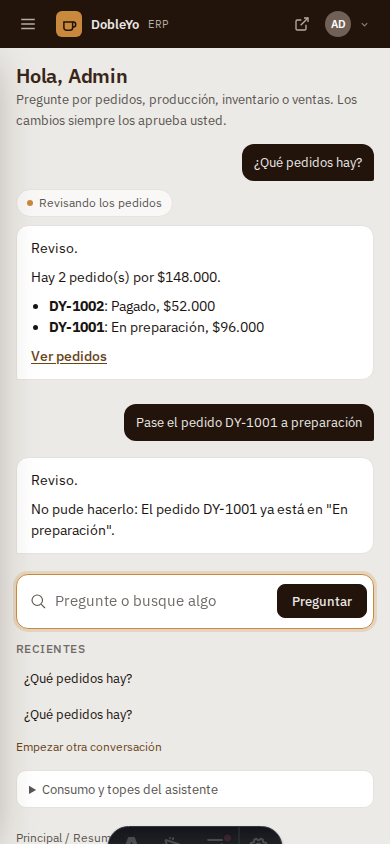 DobleYo ERP
AD
Hola, Admin
Pregunte por pedidos, producción, inventario o ventas. Los
cambios siempre los aprueba usted.
¿Qué pedidos hay?
Revisando los pedidos
Reviso.
Hay 2 pedido(s) por $148.000.
DY-1002: Pagado, $52.000
DY-1001: En preparación, $96.000
Ver pedidos
Pase el pedido DY-1001 a preparación
Reviso.
No pude hacerlo: El pedido DY-1001 ya está en "En
preparación".
Pregunte o busque algo
Preguntar
RECIENTES
¿Qué pedidos hay?
¿Qué pedidos hay?
Empezar otra conversación
Consumo y topes del asistente
Principal / Resum